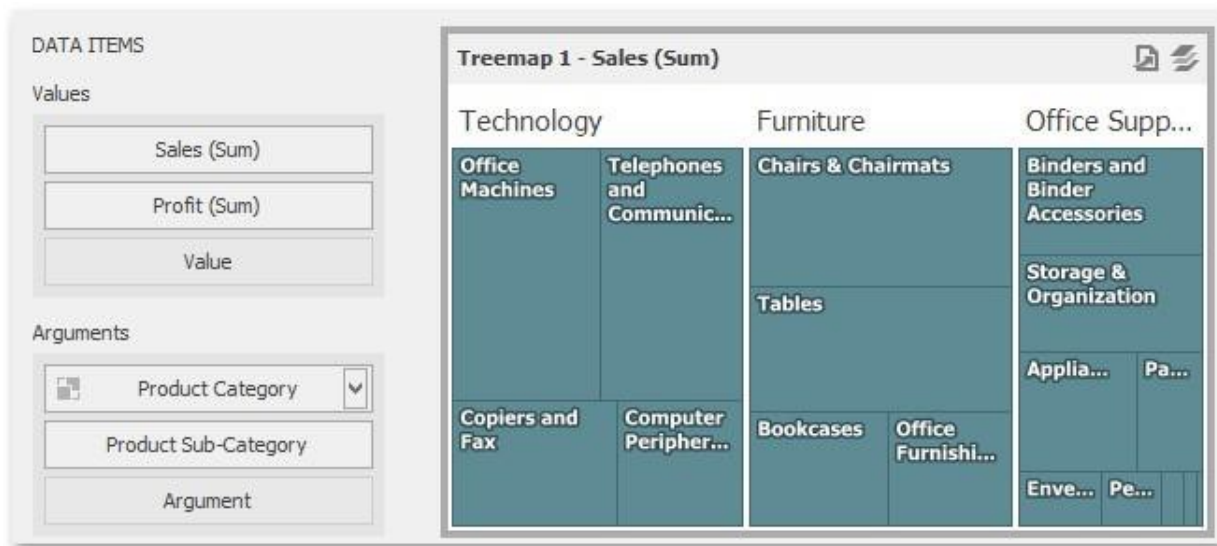 DATA ITEMS
Values
Sales (Sum)
Profit (Sum)
Value
Arguments
Product Category
Product Sub-Category
Argument
Treemap 1 - Sales (Sum)
Technology
Office
Machines
Telephones
and
Communic...
Copiers and
Fax
Computer
Peripher...
Furniture
Chairs & Chairmats
Tables
Bookcases
Office
Furnishi...
Office Supp...
Binders and
Binder
Accessories
Storage &
Organization
Applia...
Pa...
Enve...
Pe...